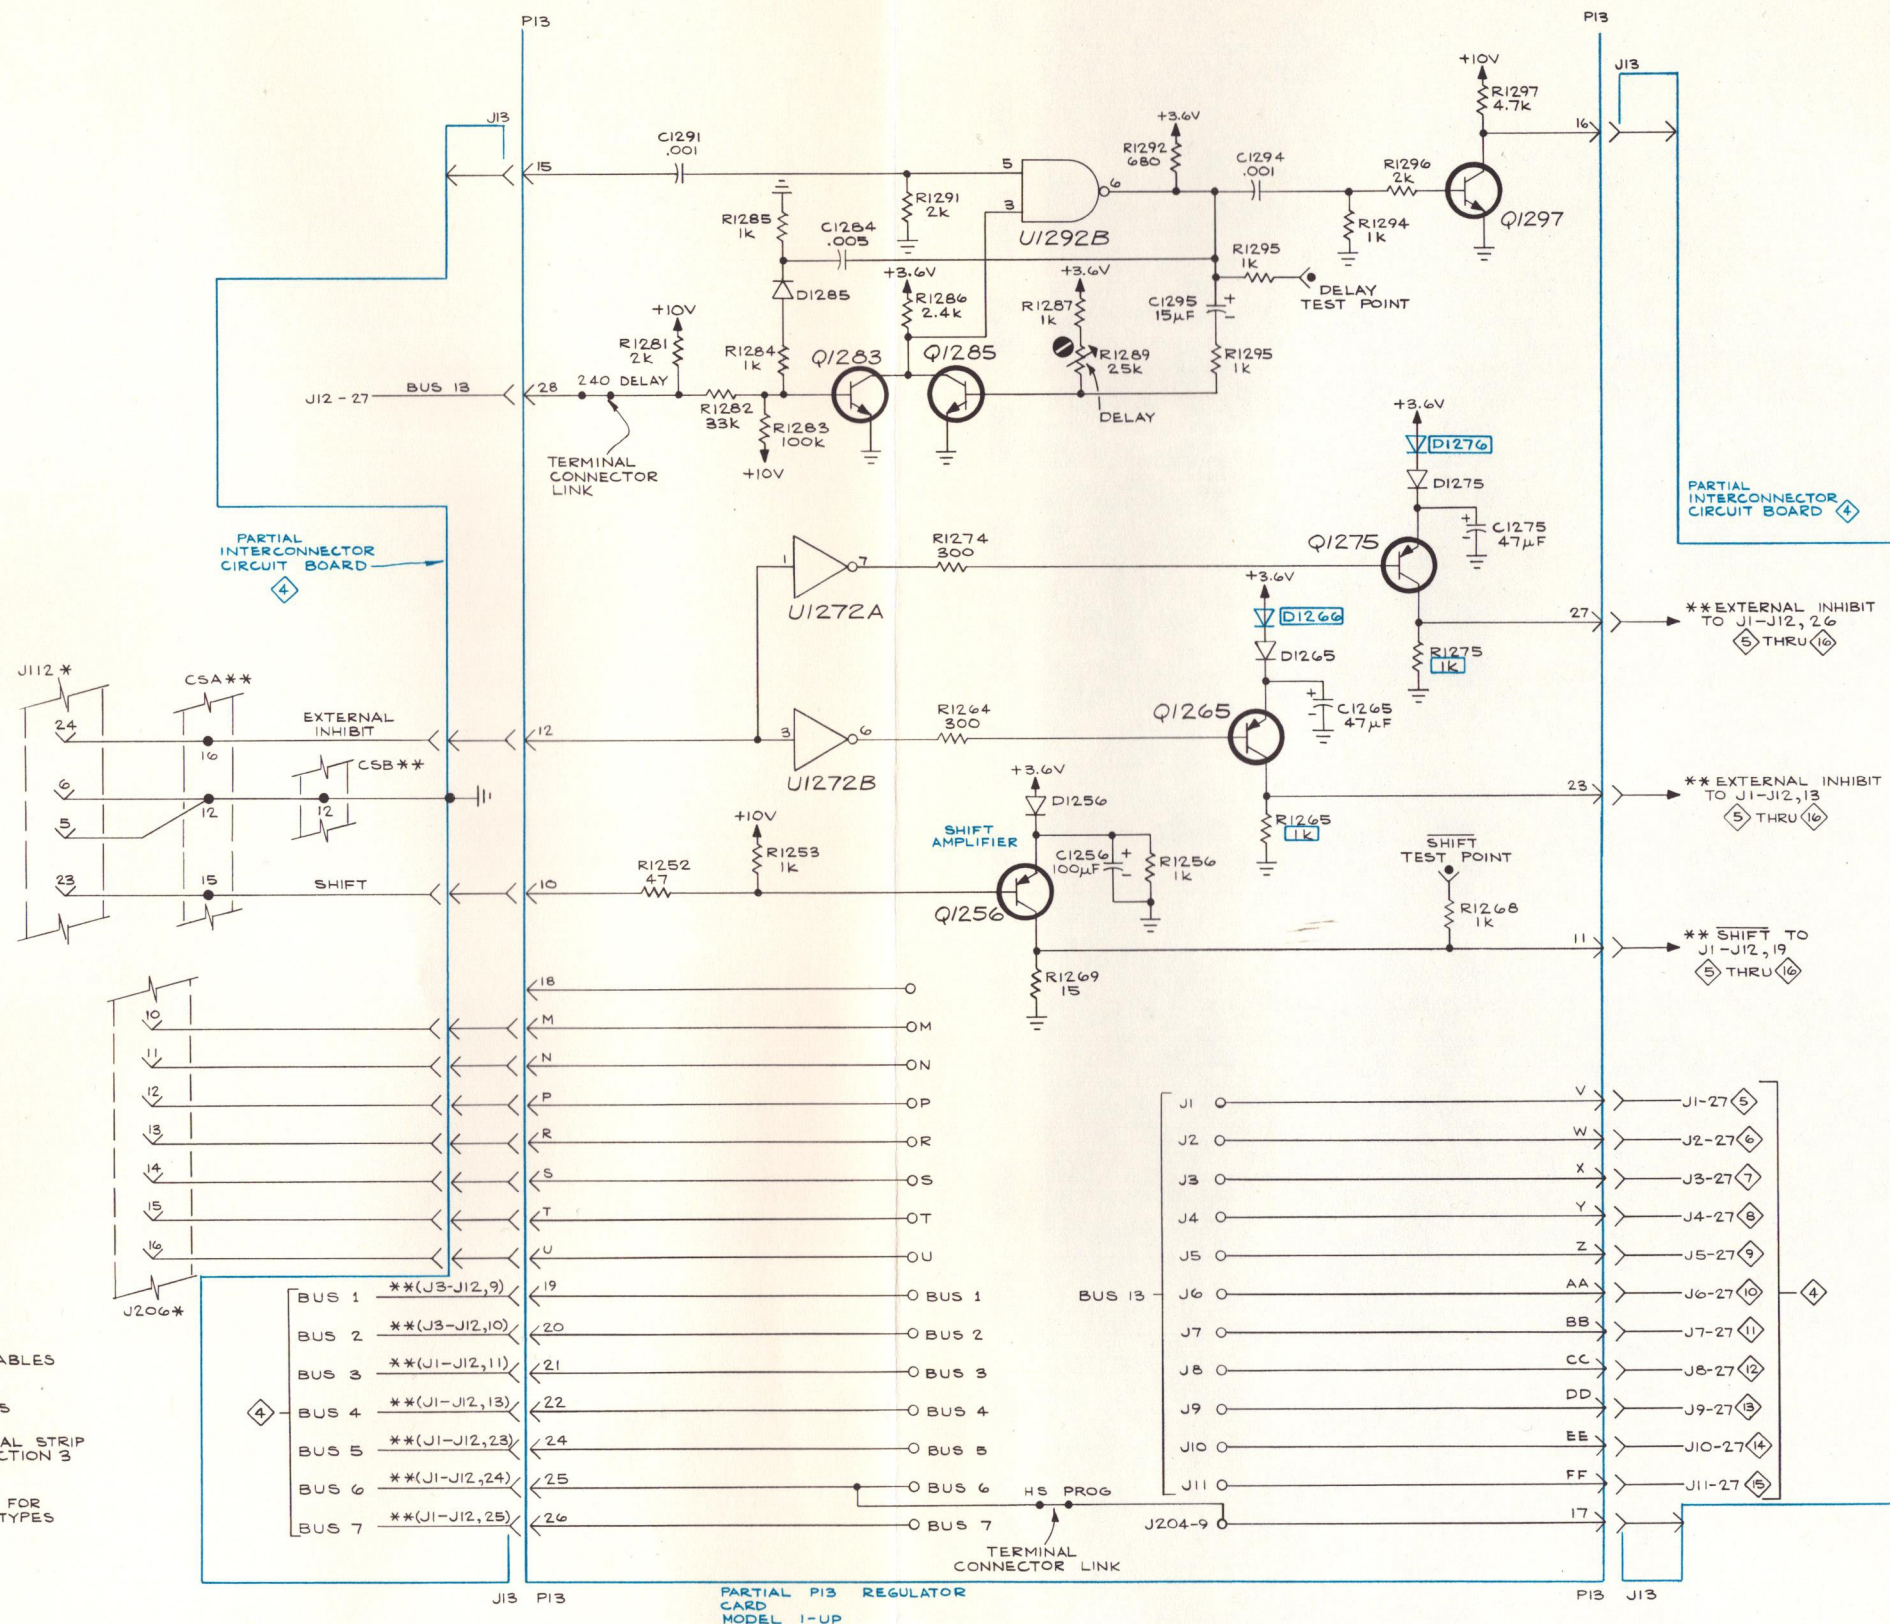 P13
P13
J13
J13
15
C1291
.001
R1291
2K
5
3
6
U1292B
+3.6V
R1292
680
C1294
.001
R1296
2K
R1294
1K
+10V
R1297
4.7K
16
Q1297
R1285
1K
C1284
.005
D1285
+3.6V
R1286
2.4K
+3.6V
R1287
1K
R1289
25K
DELAY
R1295
1K
DELAY
TEST POINT
C1295
15µF
+
-
R1295
1K
J12-27
BUS 13
28
240 DELAY
TERMINAL
CONNECTOR
LINK
+10V
R1281
2K
R1282
33K
R1283
100K
+10V
R1284
1K
Q1283
Q1285
PARTIAL
INTERCONNECTOR
CIRCUIT BOARD
4
PARTIAL
INTERCONNECTOR
CIRCUIT BOARD 4
+3.6V
D1276
D1275
+
-
C1275
47µF
Q1275
R1275
1K
27
**EXTERNAL INHIBIT
TO J1-J12, 26
5 THRU 16
1
7
U1272A
R1274
300
3
6
U1272B
R1264
300
+3.6V
D1266
D1265
+
-
C1265
47µF
Q1265
R1265
1K
23
**EXTERNAL INHIBIT
TO J1-J12, 13
5 THRU 16
J112*
CSA**
24
16
EXTERNAL
INHIBIT
12
6
5
12
CSB**
12
23
15
SHIFT
10
R1252
47
+10V
R1253
1K
SHIFT
AMPLIFIER
+3.6V
D1256
C1256
100µF
+
-
R1256
1K
Q1256
R1269
15
SHIFT
TEST POINT
R1268
1K
11
** SHIFT TO
J1-J12, 19
5 THRU 16
18
10
M
M
11
N
N
12
P
P
13
R
R
14
S
S
15
T
T
16
U
U
J206*
4
BUS 1 **(J3-J12,9) 19 BUS 1
BUS 2 **(J3-J12,10) 20 BUS 2
BUS 3 **(J1-J12,11) 21 BUS 3
BUS 4 **(J1-J12,13) 22 BUS 4
BUS 5 **(J1-J12,23) 24 BUS 5
BUS 6 **(J1-J12,24) 25 BUS 6
BUS 7 **(J1-J12,25) 26 BUS 7
HS PROG
TERMINAL
CONNECTOR LINK
BUS 13
J1 V J1-27 5
J2 W J2-27 6
J3 X J3-27 7
J4 Y J4-27 8
J5 Z J5-27 9
J6 AA J6-27 10
J7 BB J7-27 11
J8 CC J8-27 12
J9 DD J9-27 13
J10 EE J10-27 14
J11 FF J11-27 15
J204-9 17
4
ABLES
S
AL STRIP
CTION 3
FOR
TYPES
J13 P13
PARTIAL P13 REGULATOR
CARD
MODEL 1-UP
P13 J13